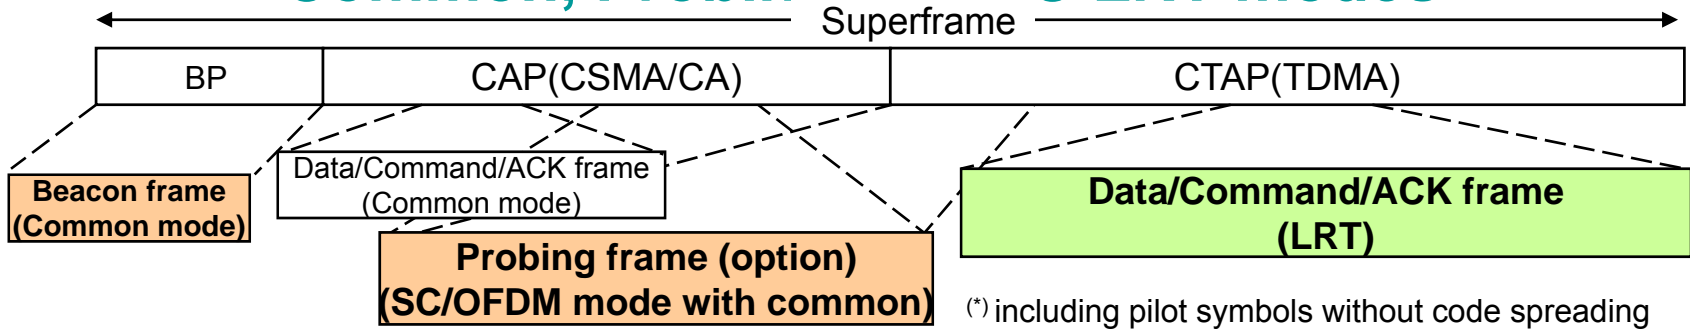 Superframe
BP
CAP(CSMA/CA)
CTAP(TDMA)
Data/Command/ACK frame
(Common mode)
Beacon frame
(Common mode)
Data/Command/ACK frame
(LRT)
Probing frame (option)
(SC/OFDM mode with common)
(*) including pilot symbols without code spreading